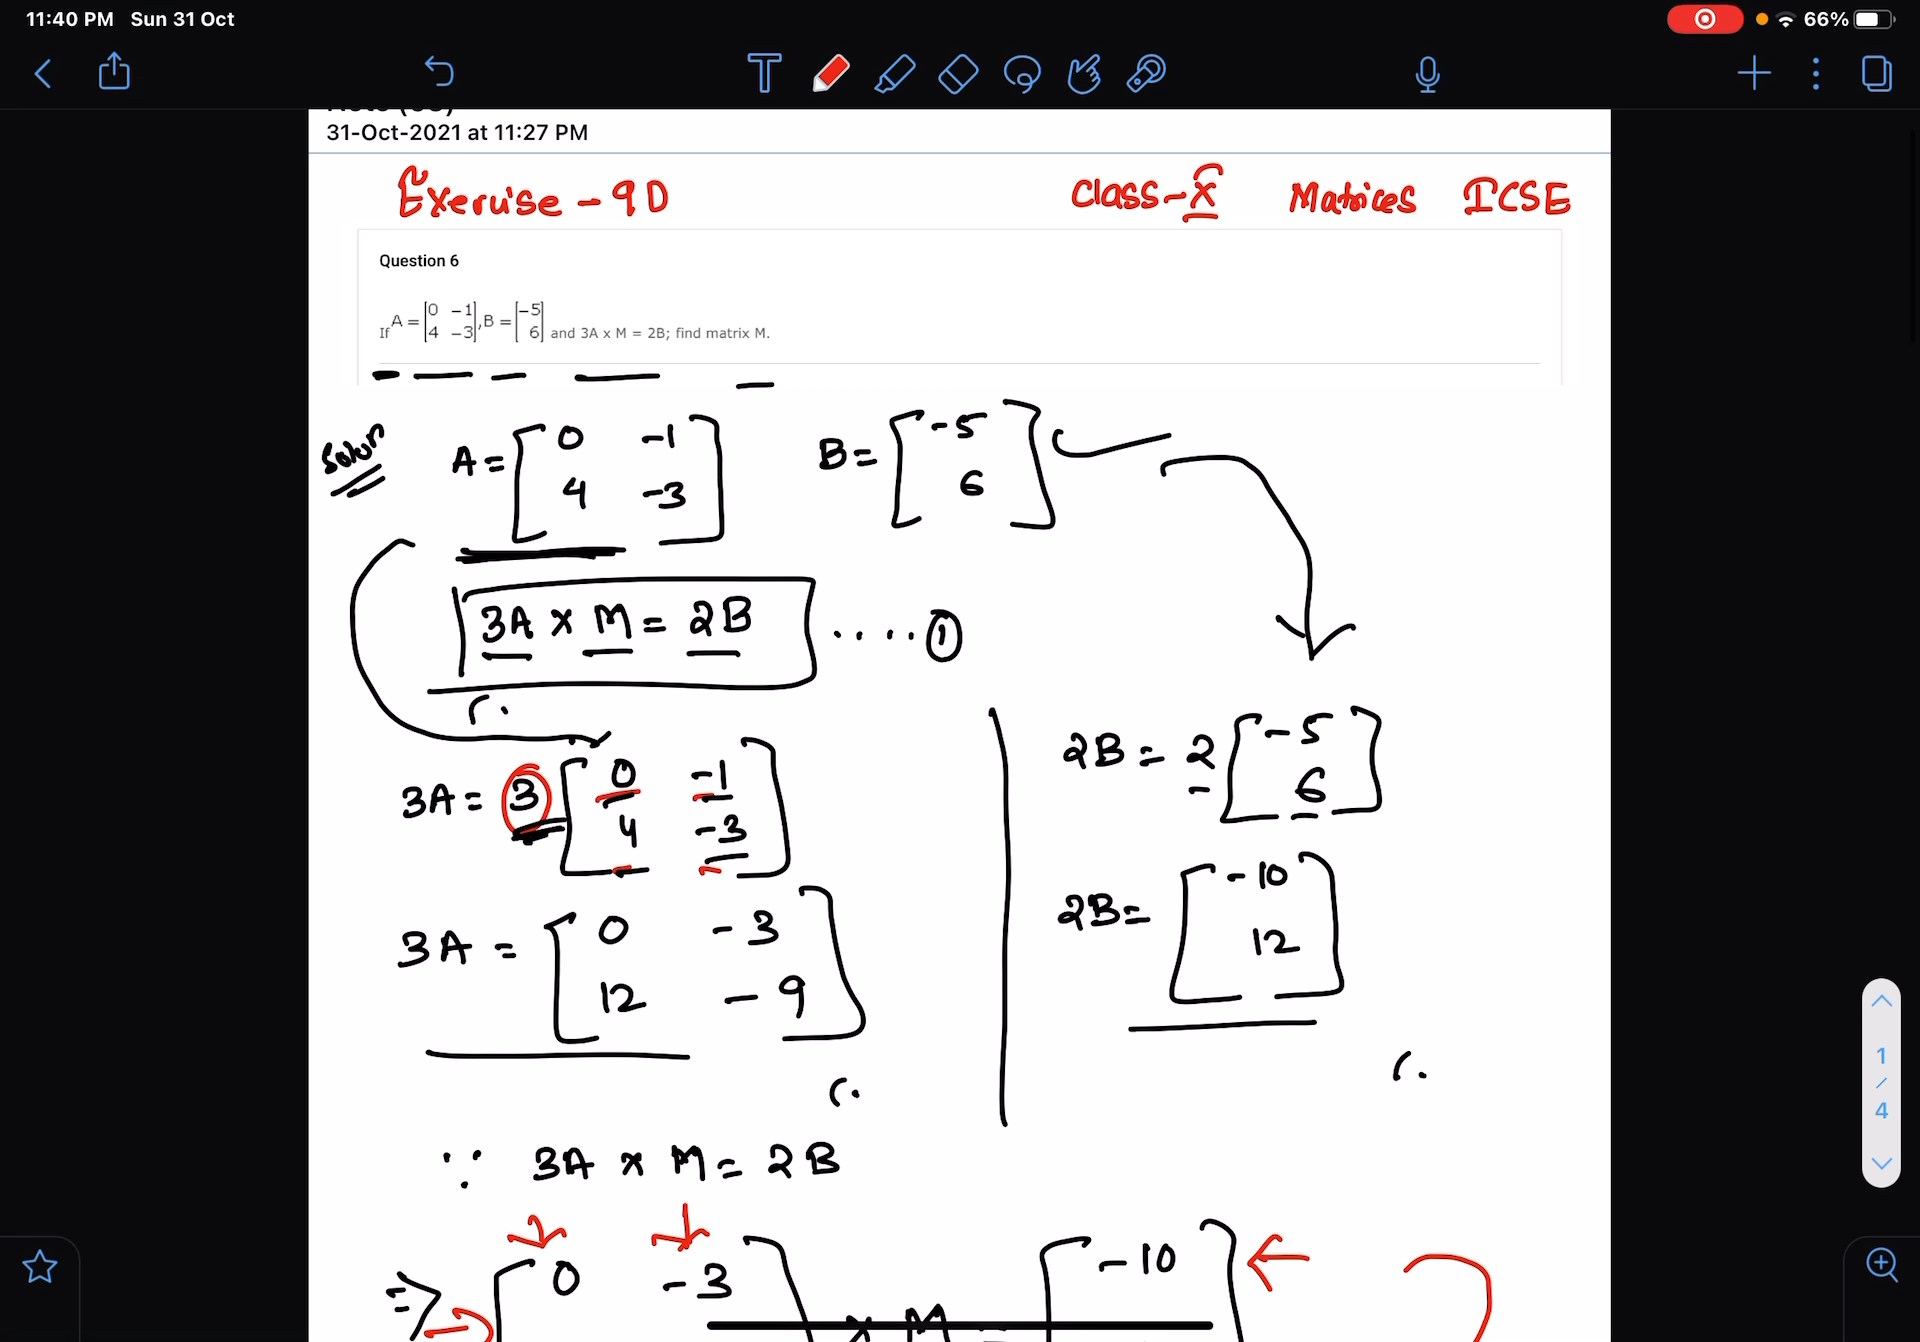 11:40 PM Sun 31 Oct
66%
31-Oct-2021 at 11:27 PM
Exercise - 9D Class-X Matrices ICSE
Question 6
If A = [0 -1 4 -3], B = [-5 6] and 3A x M = 2B; find matrix M.
Soln A = [0 -1 B = [-5
4 -3] 6]
3A x M = 2B ....①
3A = 3 [0 -1 2B = 2 [-5
4 -3] 6]
3A = [0 -3 2B = [-10
12 -9] 12]
∵ 3A x M = 2B
⇒ [0 -3 [-10
x M =
1
/
4